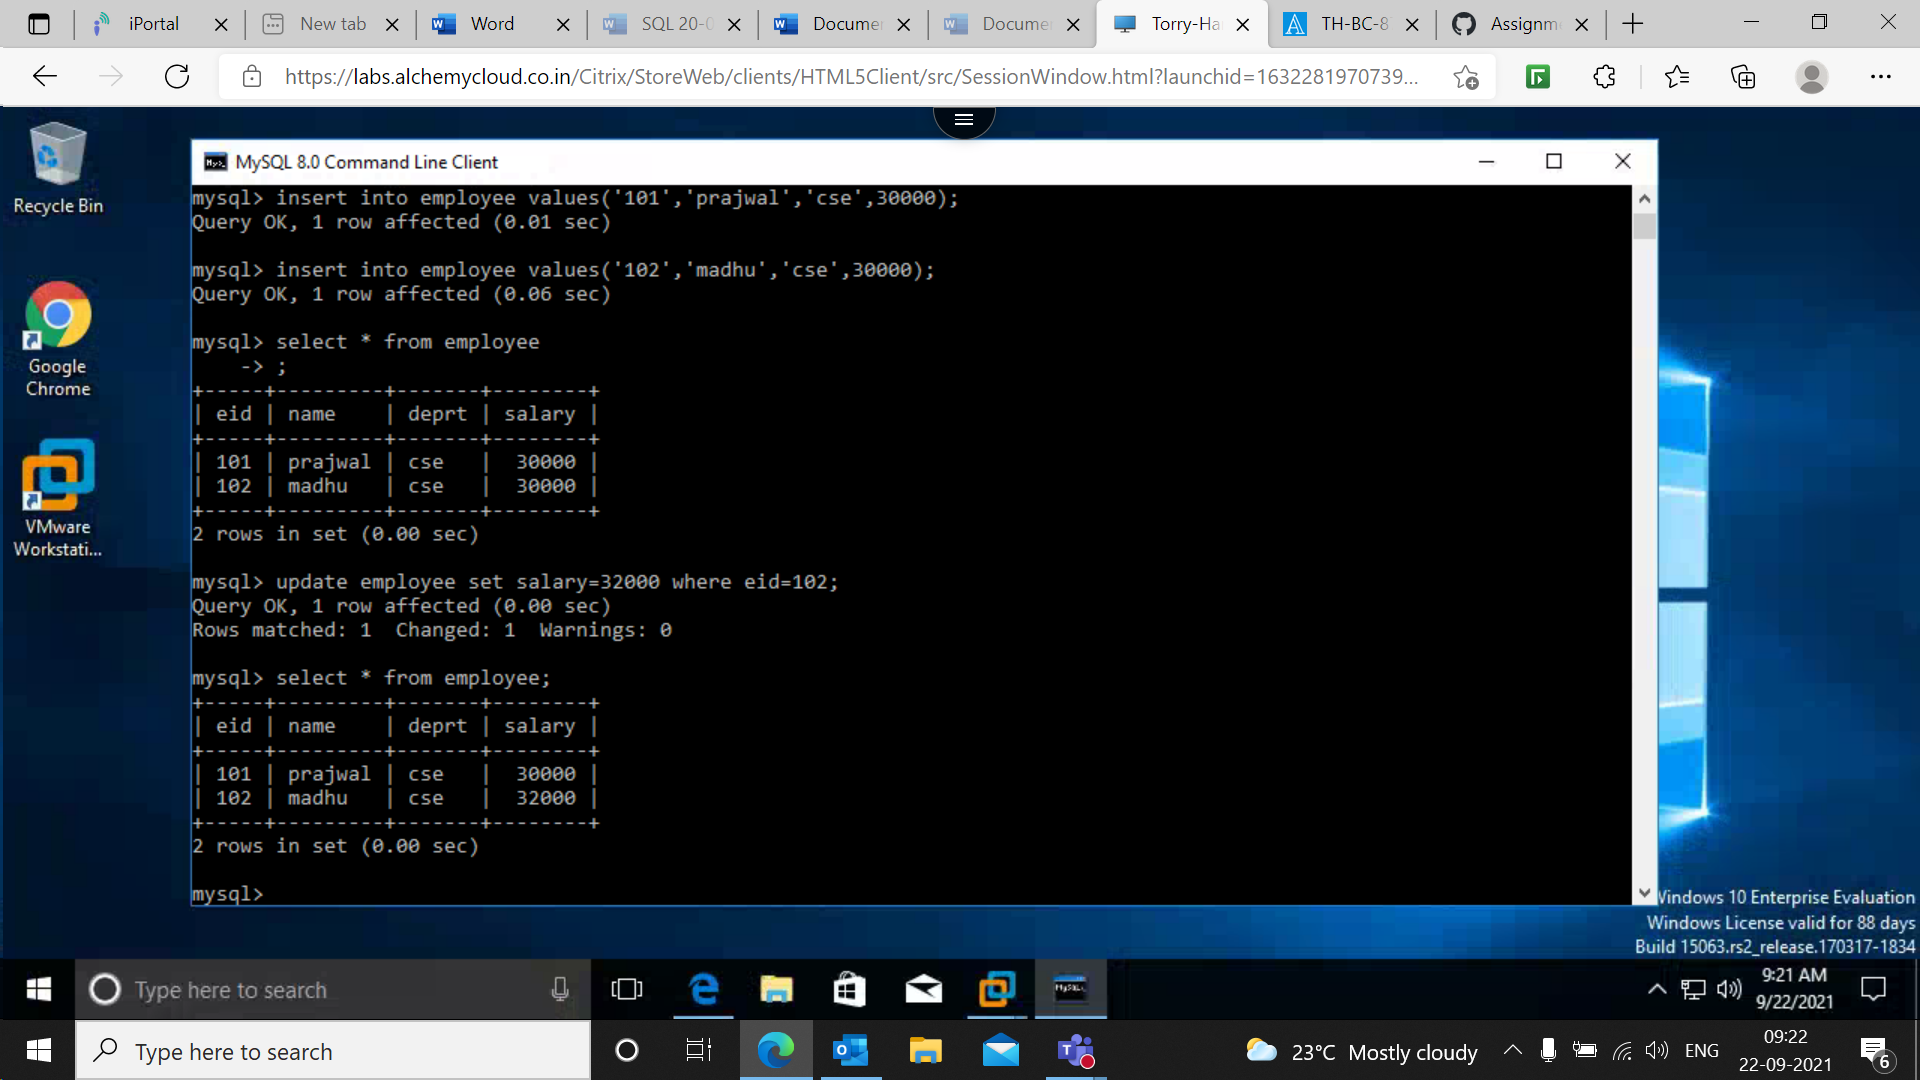 iPortal
New tab
Word
SQL 20-0
Docume
Docume
Torry-Ha
TH-BC-8
Assignm
https://labs.alchemycloud.co.in/Citrix/StoreWeb/clients/HTML5Client/src/SessionWindow.html?launchid=1632281970739...
Recycle Bin
Google
Chrome
VMware
Workstati...
MySQL 8.0 Command Line Client
mysql> insert into employee values('101','prajwal','cse',30000);
Query OK, 1 row affected (0.01 sec)
mysql> insert into employee values('102','madhu','cse',30000);
Query OK, 1 row affected (0.06 sec)
mysql> select * from employee
    -> ;
+-----+---------+-------+--------+
| eid | name    | deprt | salary |
+-----+---------+-------+--------+
| 101 | prajwal | cse   |  30000 |
| 102 | madhu   | cse   |  30000 |
+-----+---------+-------+--------+
2 rows in set (0.00 sec)
mysql> update employee set salary=32000 where eid=102;
Query OK, 1 row affected (0.00 sec)
Rows matched: 1  Changed: 1  Warnings: 0
mysql> select * from employee;
+-----+---------+-------+--------+
| eid | name    | deprt | salary |
+-----+---------+-------+--------+
| 101 | prajwal | cse   |  30000 |
| 102 | madhu   | cse   |  32000 |
+-----+---------+-------+--------+
2 rows in set (0.00 sec)
mysql>
Windows 10 Enterprise Evaluation
Windows License valid for 88 days
Build 15063.rs2_release.170317-1834
Type here to search
9:21 AM
9/22/2021
Type here to search
23°C Mostly cloudy
ENG
09:22
22-09-2021
6